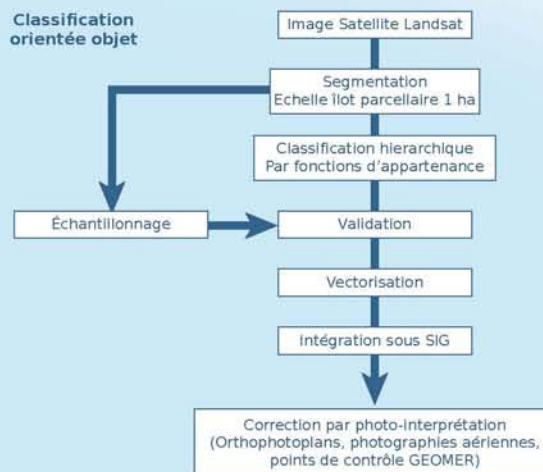 Classification
orientée objet
Image Satellite Landsat
Segmentation
Echelle îlot parcellaire 1 ha
Classification hierarchique
Par fonctions d'appartenance
Échantillonnage
Validation
Vectorisation
Intégration sous SIG
Correction par photo-interprétation
(Orthophotoplans, photographies aériennes,
points de contrôle GEOMER)